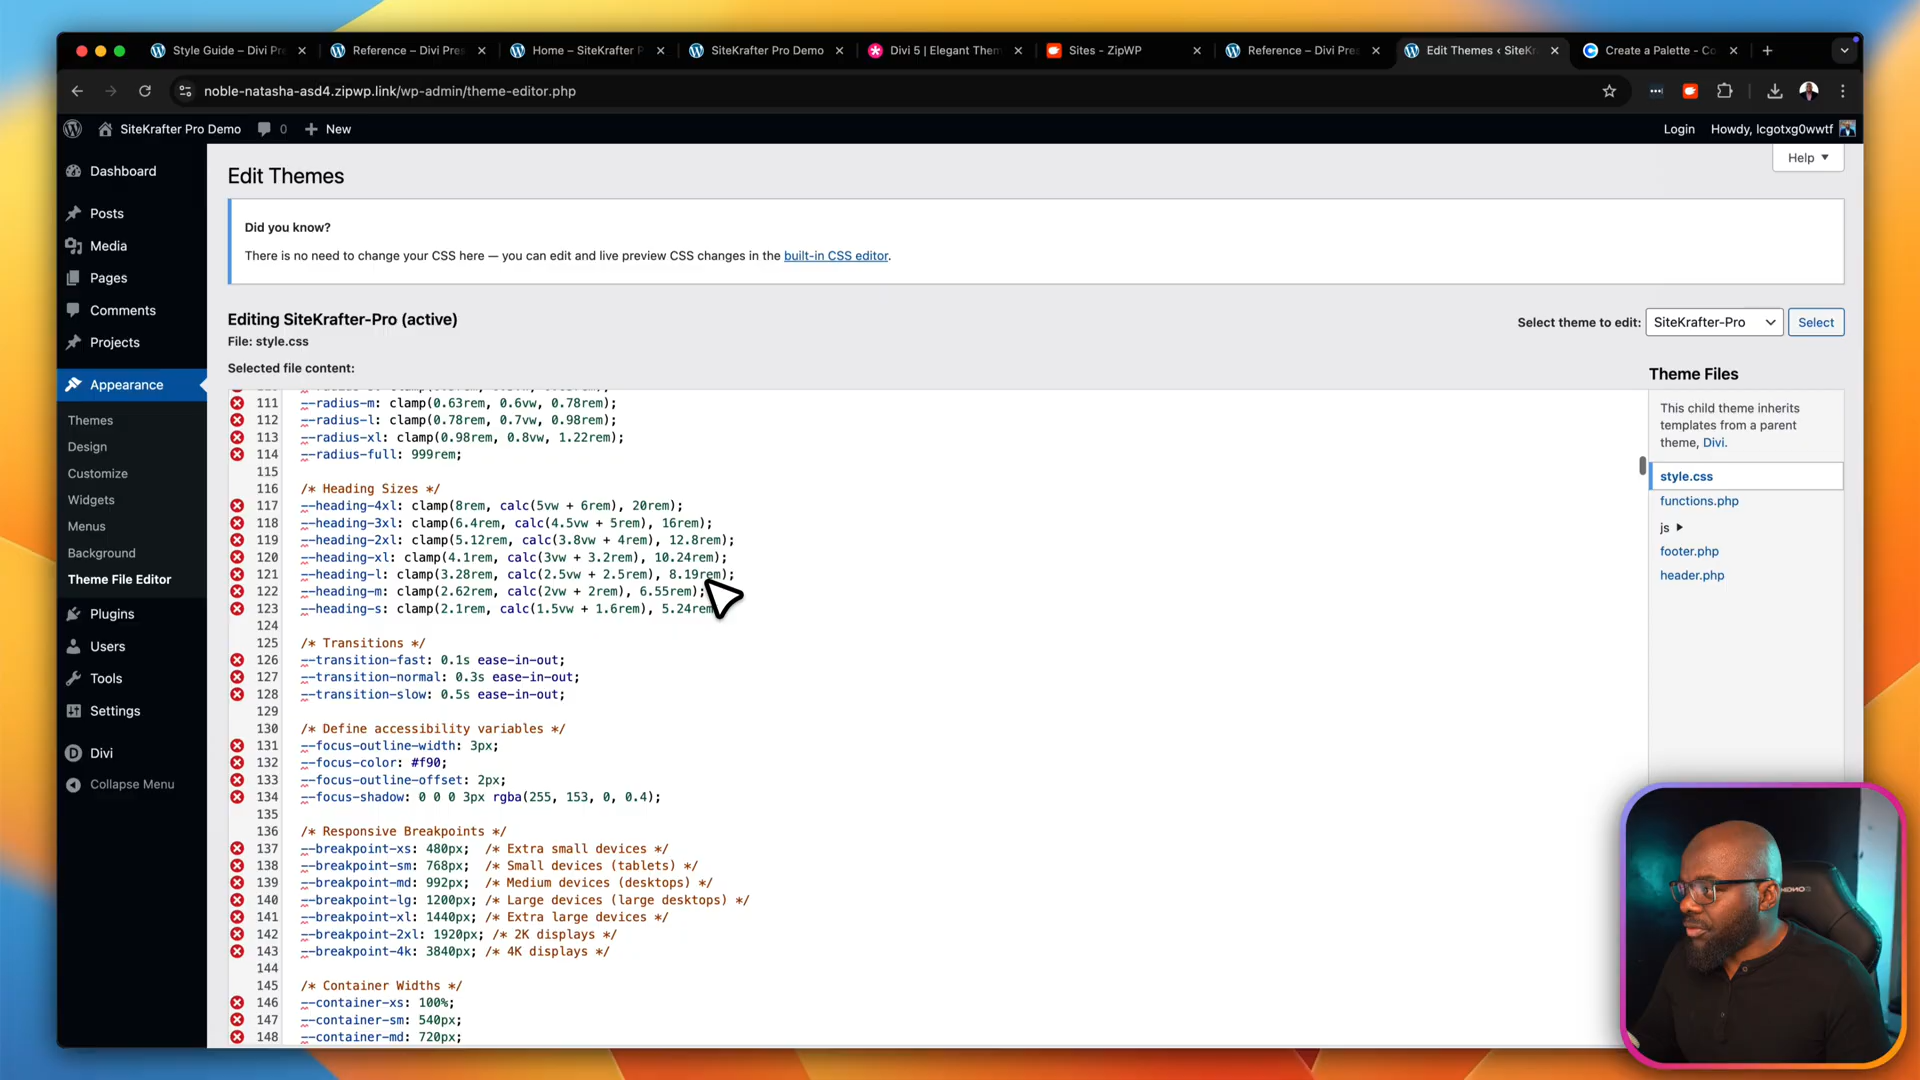 Style Guide – Divi Pre
Reference – Divi Pres
Home – SiteKrafter P
SiteKrafter Pro Demo
Divi 5 | Elegant Them
Sites - ZipWP
Reference – Divi Pres
Edit Themes ‹ SiteKr
Create a Palette - Co
noble-natasha-asd4.zipwp.link/wp-admin/theme-editor.php
SiteKrafter Pro Demo
0
New
Login
Howdy, lcgotxg0wwtf
Dashboard
Posts
Media
Pages
Comments
Projects
Appearance
Themes
Design
Customize
Widgets
Menus
Background
Theme File Editor
Plugins
Users
Tools
Settings
Divi
Collapse Menu
Help
Edit Themes
Did you know?
There is no need to change your CSS here — you can edit and live preview CSS changes in the built-in CSS editor.
Editing SiteKrafter-Pro (active)
File: style.css
Select theme to edit:
SiteKrafter-Pro
Select
Selected file content:
111 --radius-m: clamp(0.63rem, 0.6vw, 0.78rem);
112 --radius-l: clamp(0.78rem, 0.7vw, 0.98rem);
113 --radius-xl: clamp(0.98rem, 0.8vw, 1.22rem);
114 --radius-full: 999rem;
115
116 /* Heading Sizes */
117 --heading-4xl: clamp(8rem, calc(5vw + 6rem), 20rem);
118 --heading-3xl: clamp(6.4rem, calc(4.5vw + 5rem), 16rem);
119 --heading-2xl: clamp(5.12rem, calc(3.8vw + 4rem), 12.8rem);
120 --heading-xl: clamp(4.1rem, calc(3vw + 3.2rem), 10.24rem);
121 --heading-l: clamp(3.28rem, calc(2.5vw + 2.5rem), 8.19rem);
122 --heading-m: clamp(2.62rem, calc(2vw + 2rem), 6.55rem);
123 --heading-s: clamp(2.1rem, calc(1.5vw + 1.6rem), 5.24rem
124
125 /* Transitions */
126 --transition-fast: 0.1s ease-in-out;
127 --transition-normal: 0.3s ease-in-out;
128 --transition-slow: 0.5s ease-in-out;
129
130 /* Define accessibility variables */
131 --focus-outline-width: 3px;
132 --focus-color: #f90;
133 --focus-outline-offset: 2px;
134 --focus-shadow: 0 0 0 3px rgba(255, 153, 0, 0.4);
135
136 /* Responsive Breakpoints */
137 --breakpoint-xs: 480px; /* Extra small devices */
138 --breakpoint-sm: 768px; /* Small devices (tablets) */
139 --breakpoint-md: 992px; /* Medium devices (desktops) */
140 --breakpoint-lg: 1200px; /* Large devices (large desktops) */
141 --breakpoint-xl: 1440px; /* Extra large devices */
142 --breakpoint-2xl: 1920px; /* 2K displays */
143 --breakpoint-4k: 3840px; /* 4K displays */
144
145 /* Container Widths */
146 --container-xs: 100%;
147 --container-sm: 540px;
148 --container-md: 720px;
Theme Files
This child theme inherits
templates from a parent
theme, Divi.
style.css
functions.php
js
footer.php
header.php